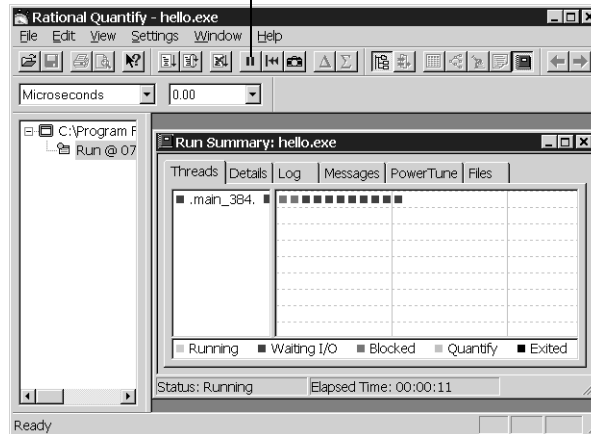 Rational Quantify - hello.exe
File Edit View Settings Window Help
Microseconds 0.00
C:\Program F
Run @ 07
Run Summary: hello.exe
Threads Details Log Messages PowerTune Files
.main_384.
Running Waiting I/O Blocked Quantify Exited
Status: Running Elapsed Time: 00:00:11
Ready